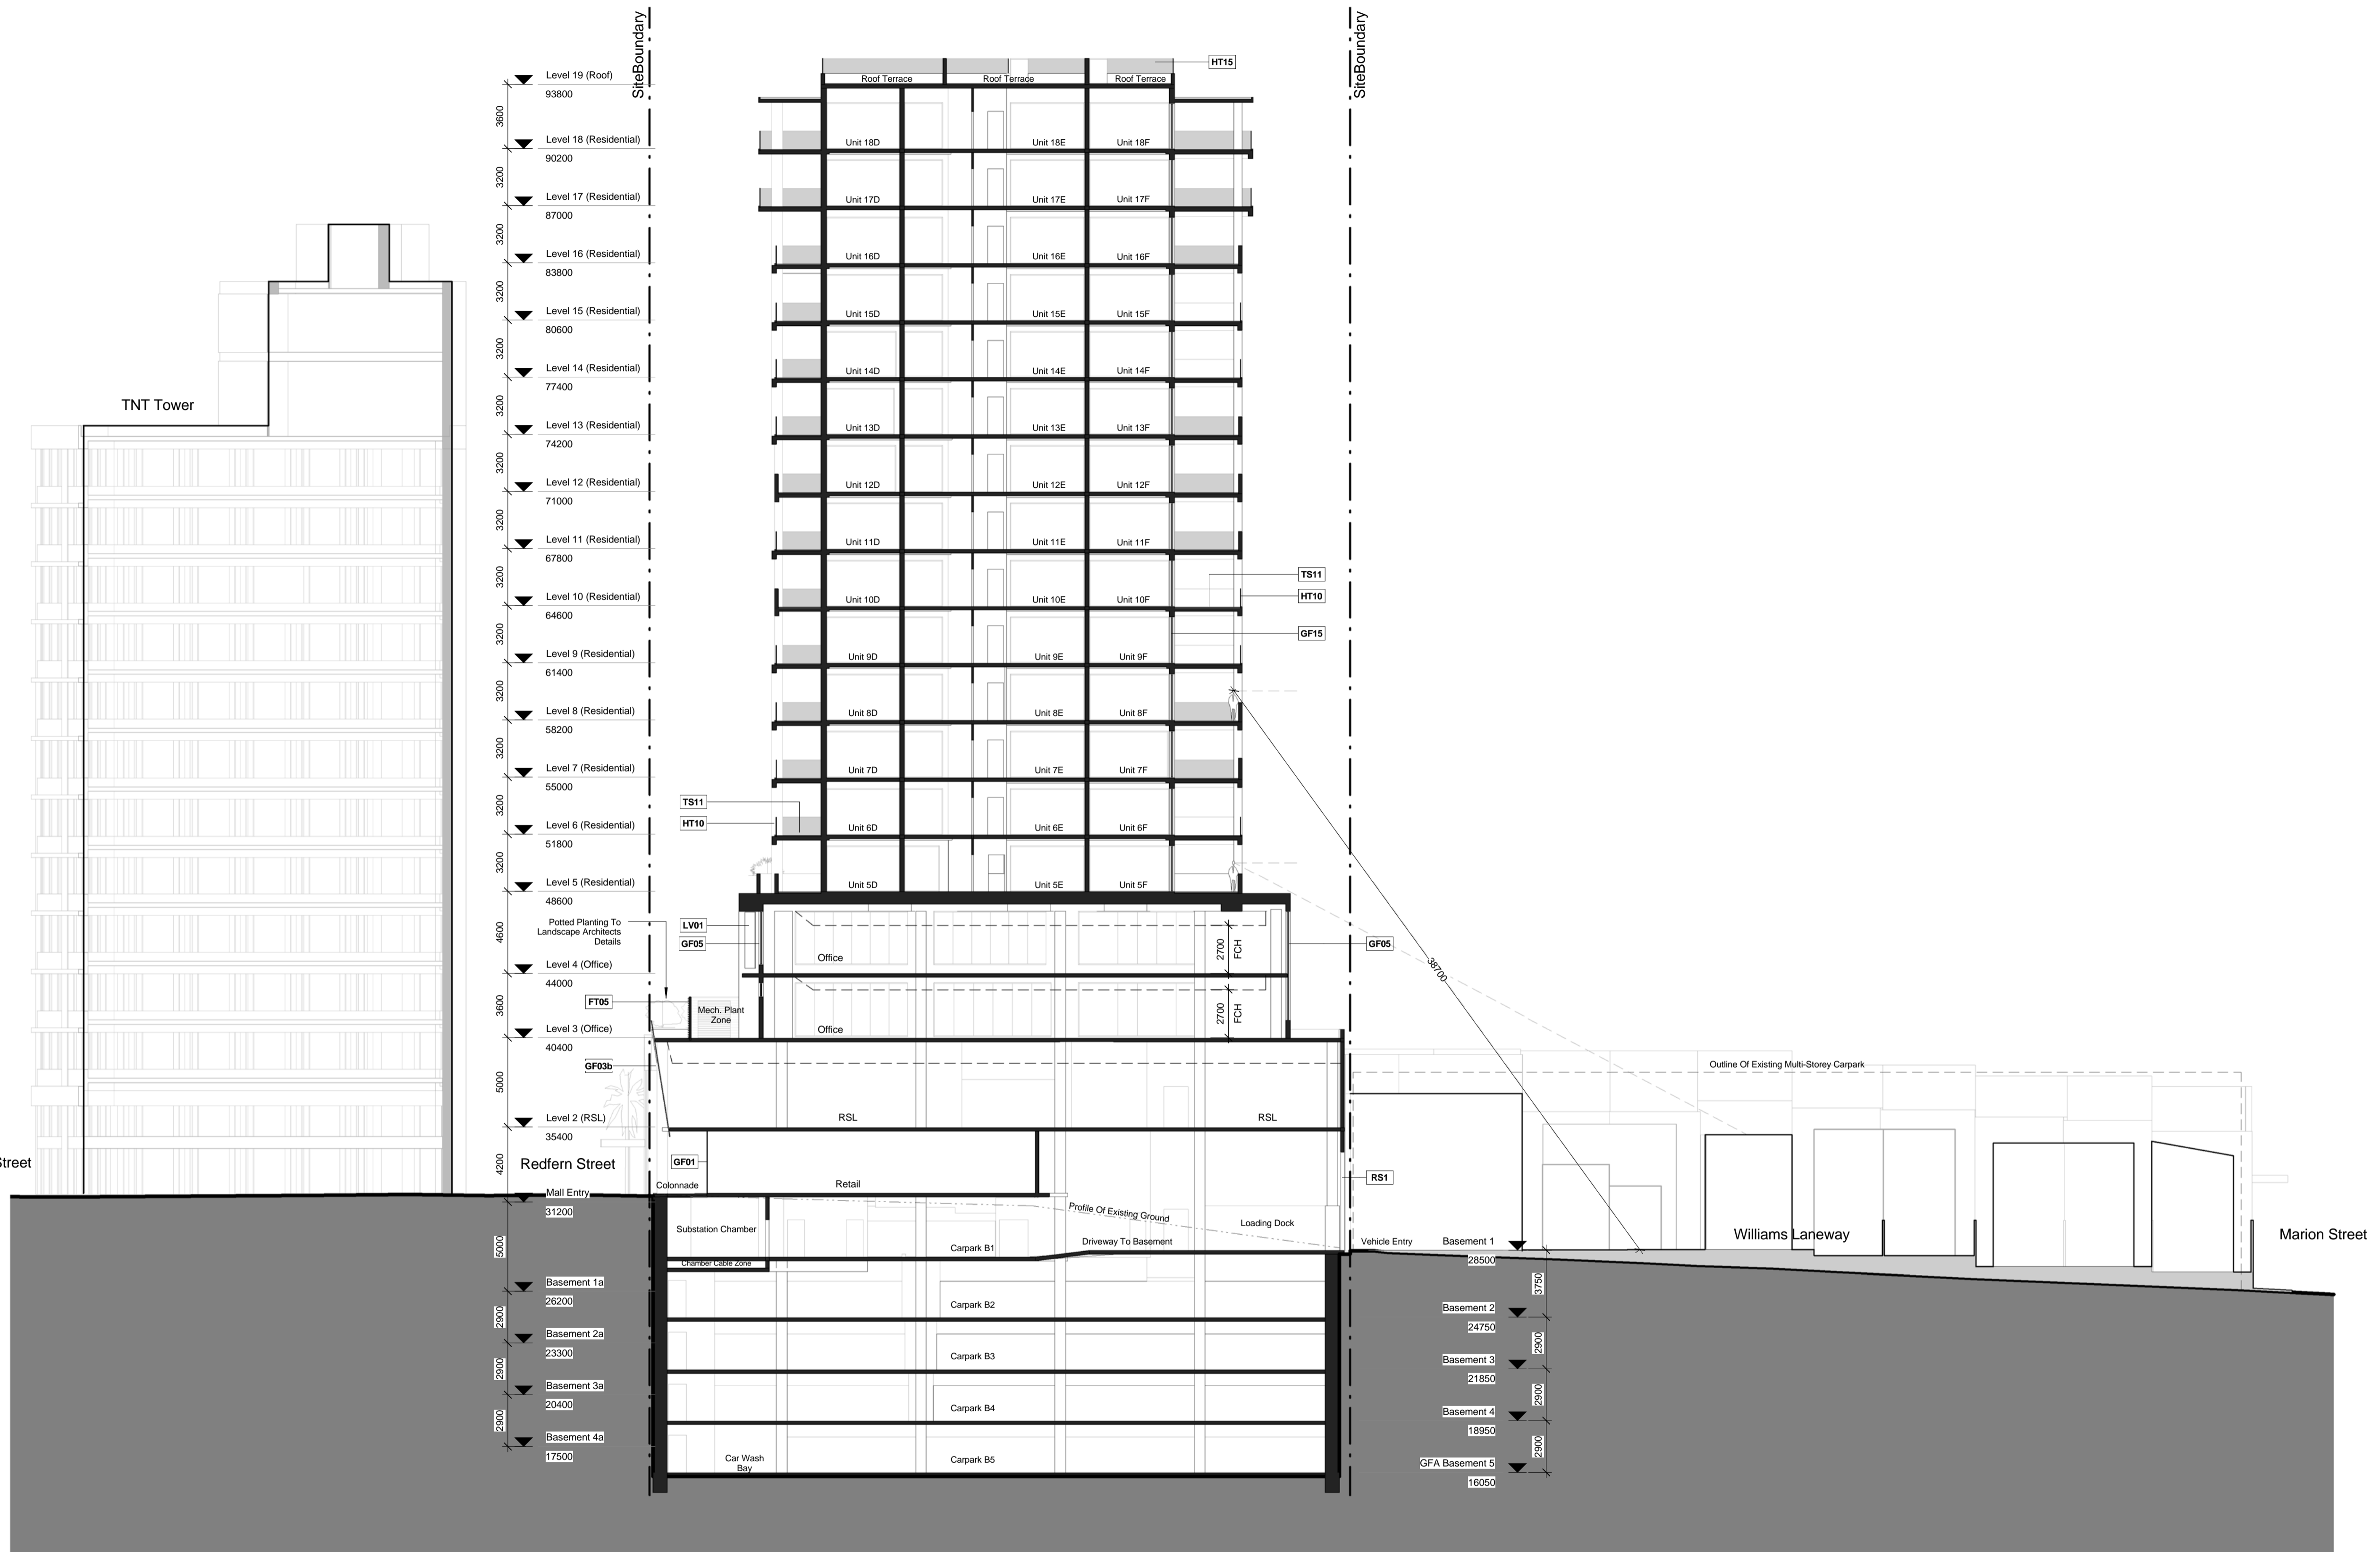 SiteBoundary
SiteBoundary
HT15
Roof Terrace
Roof Terrace
Roof Terrace
Level 19 (Roof)
93800
3600
Level 18 (Residential)
90200
Unit 18D
Unit 18E
Unit 18F
3200
Level 17 (Residential)
87000
Unit 17D
Unit 17E
Unit 17F
3200
Level 16 (Residential)
83800
Unit 16D
Unit 16E
Unit 16F
3200
Level 15 (Residential)
80600
Unit 15D
Unit 15E
Unit 15F
3200
Level 14 (Residential)
77400
Unit 14D
Unit 14E
Unit 14F
TNT Tower
3200
Level 13 (Residential)
74200
Unit 13D
Unit 13E
Unit 13F
3200
Level 12 (Residential)
71000
Unit 12D
Unit 12E
Unit 12F
3200
Level 11 (Residential)
67800
Unit 11D
Unit 11E
Unit 11F
3200
TS11
HT10
GF15
Level 10 (Residential)
64600
Unit 10D
Unit 10E
Unit 10F
3200
Level 9 (Residential)
61400
Unit 9D
Unit 9E
Unit 9F
3200
Level 8 (Residential)
58200
Unit 8D
Unit 8E
Unit 8F
3200
Level 7 (Residential)
55000
Unit 7D
Unit 7E
Unit 7F
3200
TS11
HT10
Level 6 (Residential)
51800
Unit 6D
Unit 6E
Unit 6F
3200
Level 5 (Residential)
48600
Unit 5D
Unit 5E
Unit 5F
Potted Planting To
Landscape Architects
Details
LV01
GF05
GF05
4600
Office
2700
FCH
38700
Level 4 (Office)
44000
FT05
Mech. Plant
Zone
3600
Office
2700
FCH
Level 3 (Office)
40400
GF03b
5000
Outline Of Existing Multi-Storey Carpark
Level 2 (RSL)
35400
RSL
RSL
4200
Street
Redfern Street
GF01
Colonnade
Retail
RS1
Mall Entry
31200
Profile Of Existing Ground
Substation Chamber
Loading Dock
Driveway To Basement
Carpark B1
Chamber Cable Zone
Vehicle Entry
Basement 1
28500
Williams Laneway
Marion Street
5000
3750
Basement 1a
26200
Carpark B2
Basement 2
24750
2900
2900
Basement 2a
23300
Carpark B3
Basement 3
21850
2900
2900
Basement 3a
20400
Carpark B4
Basement 4
18950
2900
2900
Basement 4a
17500
Car Wash
Bay
Carpark B5
GFA Basement 5
16050